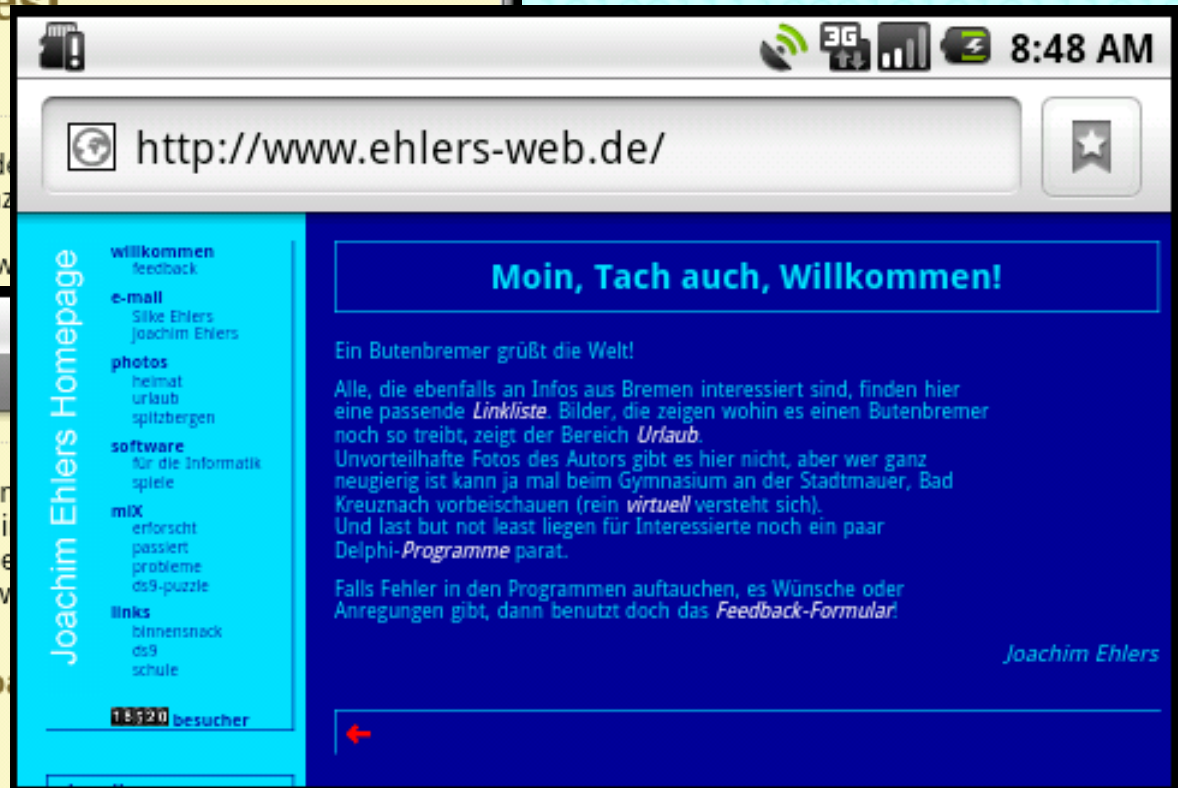 3G
8:48 AM
http://www.ehlers-web.de/
Joachim Ehlers Homepage
willkommen
feedback
e-mail
Silke Ehlers
Joachim Ehlers
photos
heimat
urlaub
spitzbergen
software
für die Informatik
spiele
miX
erforscht
passiert
probleme
ds9-puzzle
links
binnensnack
ds9
schule
18520 besucher
Moin, Tach auch, Willkommen!
Ein Butenbremer grüßt die Welt!
Alle, die ebenfalls an Infos aus Bremen interessiert sind, finden hier
eine passende Linkliste. Bilder, die zeigen wohin es einen Butenbremer
noch so treibt, zeigt der Bereich Urlaub.
Unvorteilhafte Fotos des Autors gibt es hier nicht, aber wer ganz
neugierig ist kann ja mal beim Gymnasium an der Stadtmauer, Bad
Kreuznach vorbeischauen (rein virtuell versteht sich).
Und last but not least liegen für Interessierte noch ein paar
Delphi-Programme parat.
Falls Fehler in den Programmen auftauchen, es Wünsche oder
Anregungen gibt, dann benutzt doch das Feedback-Formular!
Joachim Ehlers